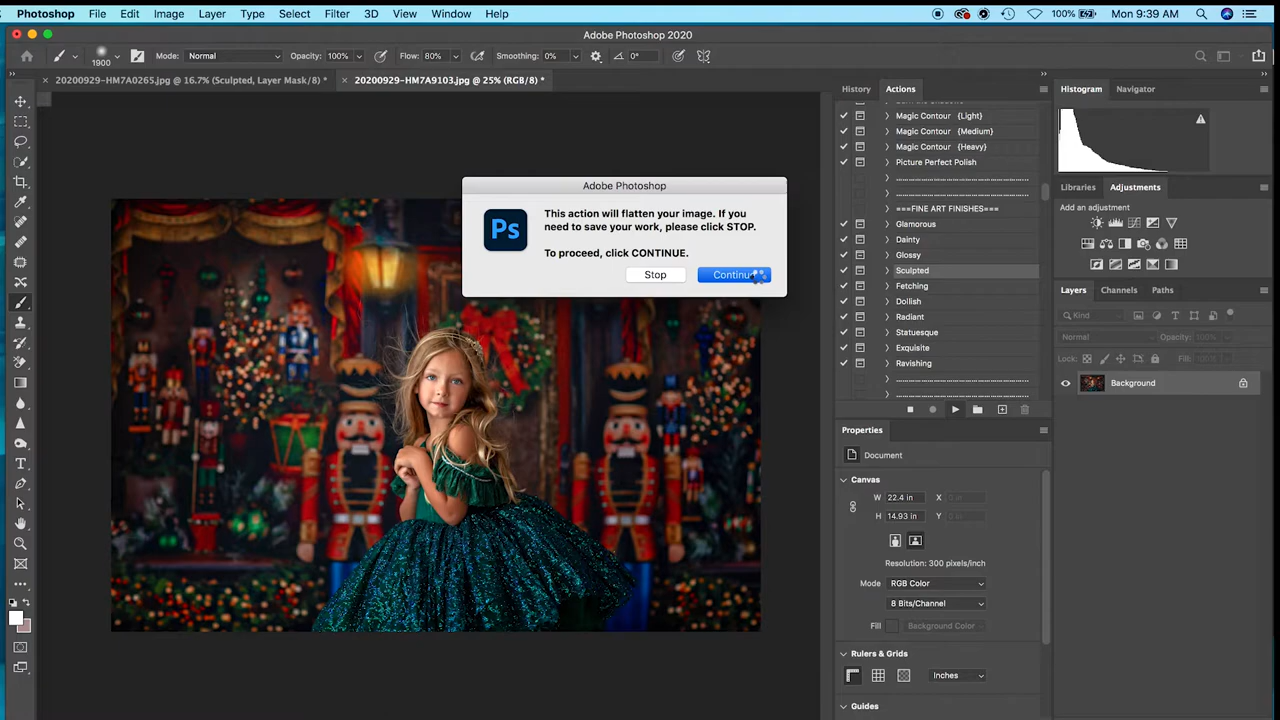 Photoshop File Edit Image Layer Type Select Filter 3D View Window Help 100% Mon 9:39 AM
Adobe Photoshop 2020
1900 Mode: Normal Opacity: 100% Flow: 80% Smoothing: 0% 0°
20200929-HM7A0265.jpg @ 16.7% (Sculpted, Layer Mask/8) * 20200929-HM7A9103.jpg @ 25% (RGB/8) *
History Actions
Magic Contour {Light}
Magic Contour {Medium}
Magic Contour {Heavy}
Picture Perfect Polish
===FINE ART FINISHES===
Glamorous
Dainty
Glossy
Sculpted
Fetching
Dollish
Radiant
Statuesque
Exquisite
Ravishing
Properties
Document
Canvas
W 22.4 in X
H 14.93 in Y
Resolution: 300 pixels/inch
Mode RGB Color
8 Bits/Channel
Fill Background Color
Rulers & Grids
Inches
Guides
Histogram Navigator
Libraries Adjustments
Add an adjustment
Layers Channels Paths
Kind
Normal Opacity: 100%
Lock: Fill: 100%
Background
Adobe Photoshop
Ps
This action will flatten your image. If you
need to save your work, please click STOP.
To proceed, click CONTINUE.
Stop Continue